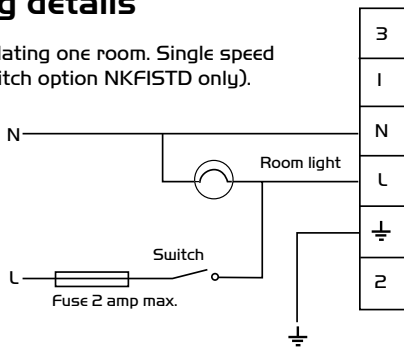 details
lating one room. Single speed
itch option NKFISTD only).
3
I
N
N
Room light
L
Switch
L
2
Fuse 2 amp max.